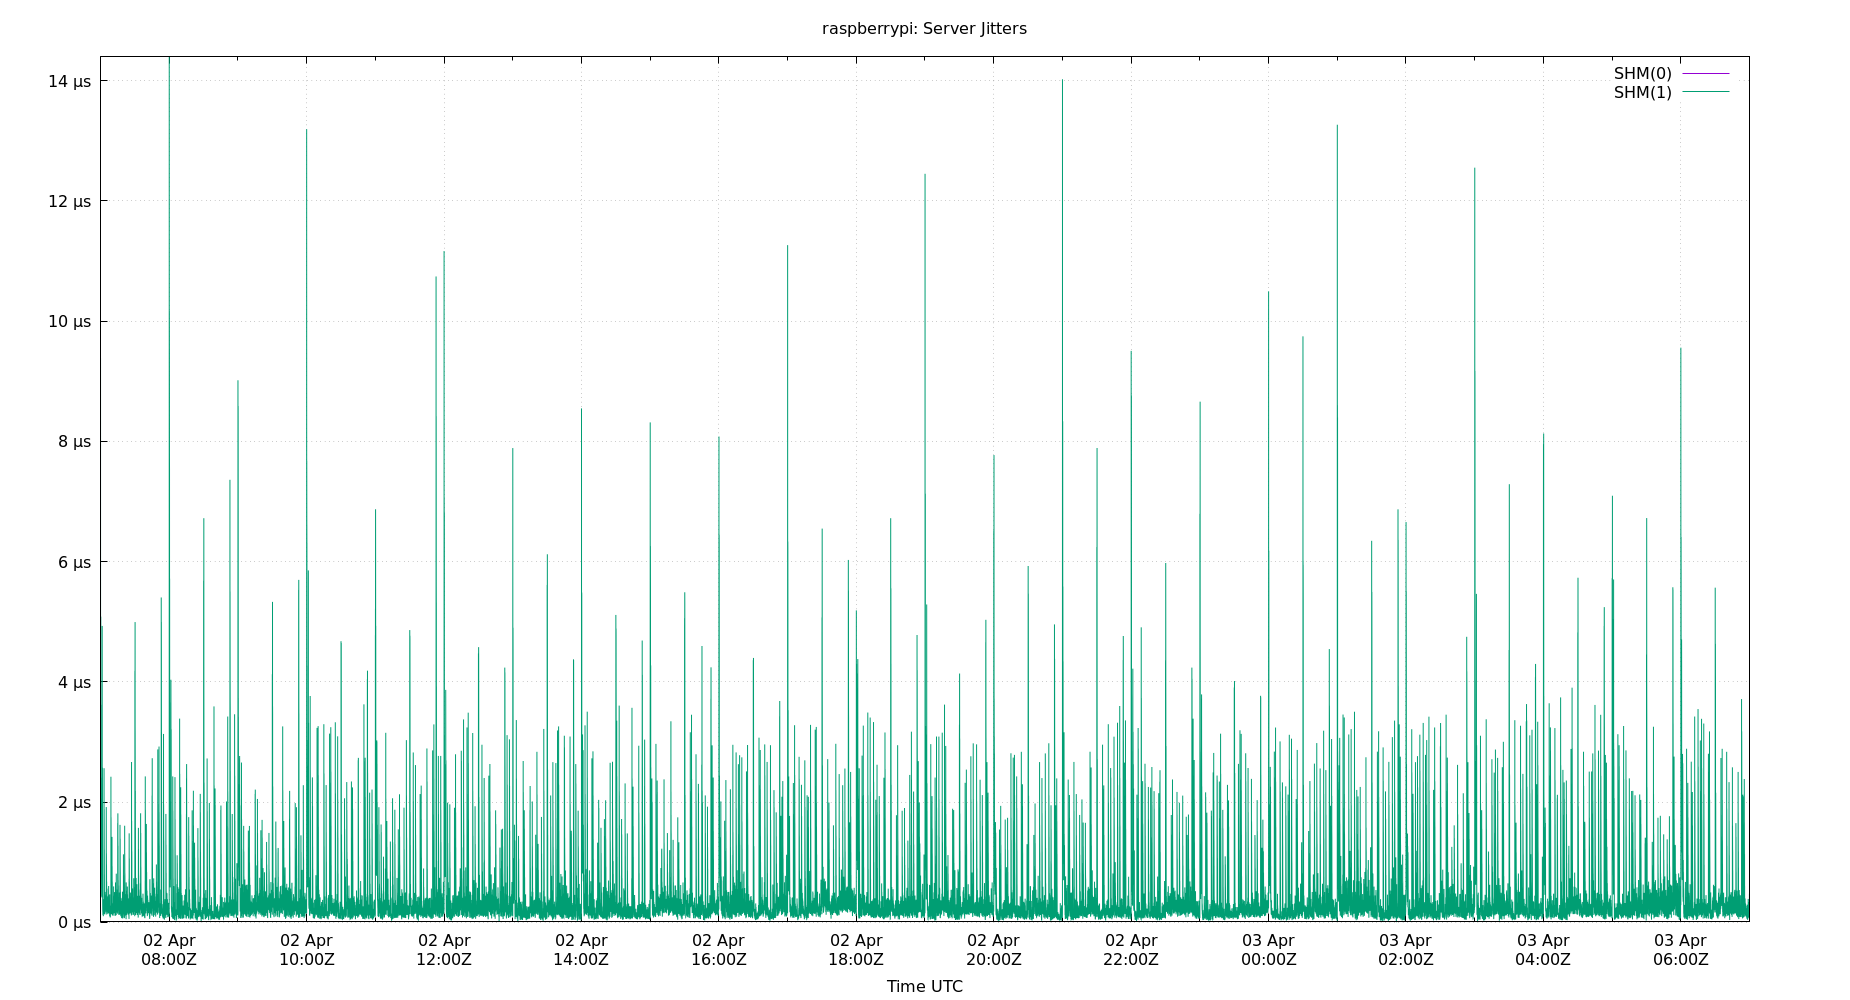 raspberrypi: Server Jitters
SHM(0)
SHM(1)
14 µs
12 µs
10 µs
8 µs
6 µs
4 µs
2 µs
0 µs
02 Apr 02 Apr 02 Apr 02 Apr 02 Apr 02 Apr 02 Apr 02 Apr 03 Apr 03 Apr 03 Apr 03 Apr
08:00Z 10:00Z 12:00Z 14:00Z 16:00Z 18:00Z 20:00Z 22:00Z 00:00Z 02:00Z 04:00Z 06:00Z
Time UTC